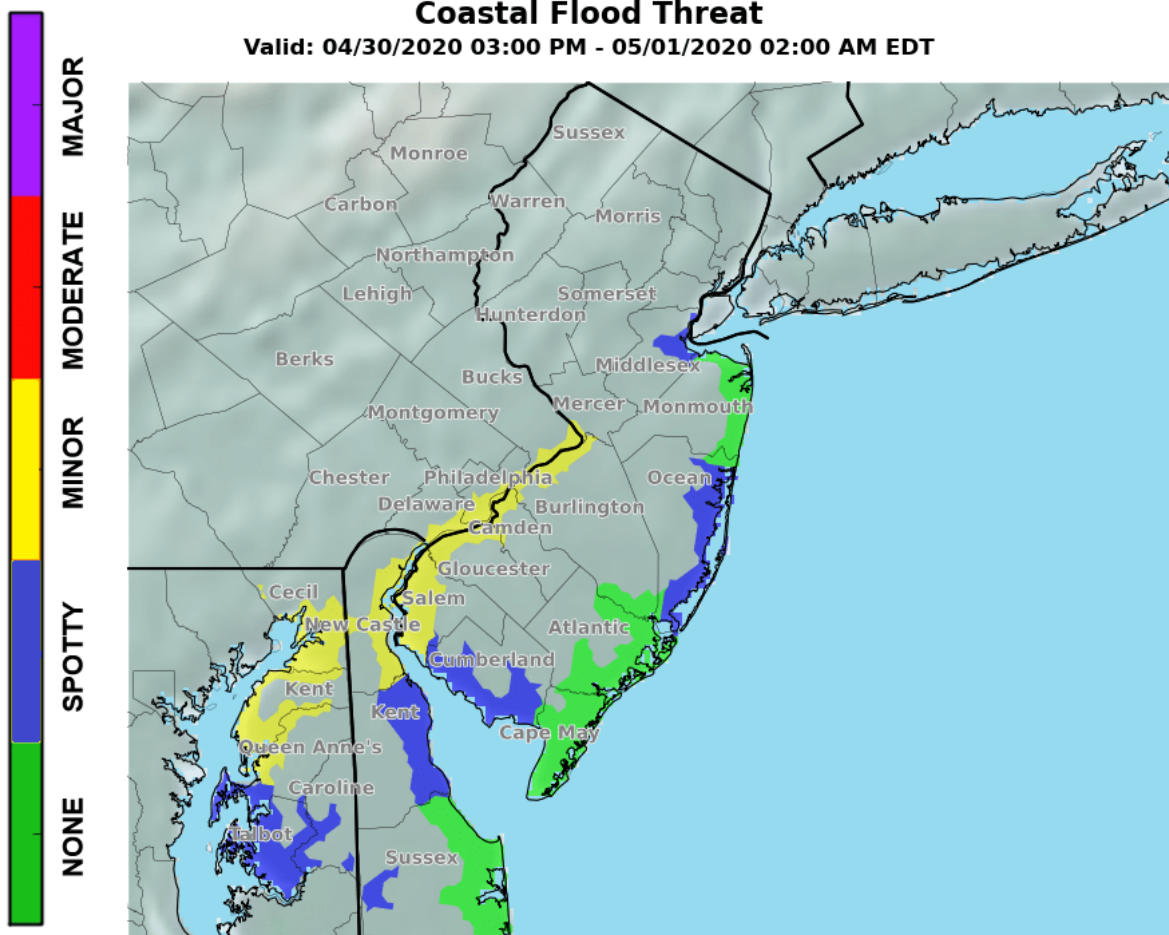 Coastal Flood Threat
Valid: 04/30/2020 03:00 PM - 05/01/2020 02:00 AM EDT
MAJOR
MODERATE
MINOR
SPOTTY
NONE
Sussex
Monroe
Carbon
Warren
Morris
Northampton
Lehigh
Somerset
Hunterdon
Berks
Middlesex
Bucks
Mercer
Monmouth
Montgomery
Chester
Philadelphia
Ocean
Delaware
Burlington
Camden
Gloucester
Cecil
Salem
New Castle
Atlantic
Cumberland
Kent
Kent
Cape May
Queen Anne's
Caroline
Talbot
Sussex